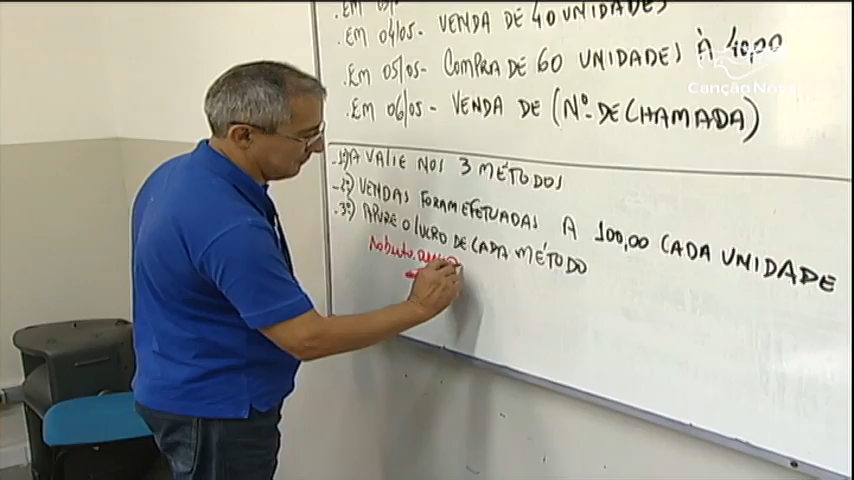 .EM
.EM 04/05- VENDA DE 40 UNIDADES
.EM 05/05- COMPRA DE 60 UNIDADES À
.EM 06/05- VENDA DE (Nº DE CHAMADA)
Canção Nova
-1º) AVALIE NOS 3 MÉTODOS
-2º) VENDAS FORAM EFETUADAS A 100,00 CADA UNIDADE
.3º) APURE O LUCRO DE CADA MÉTODO